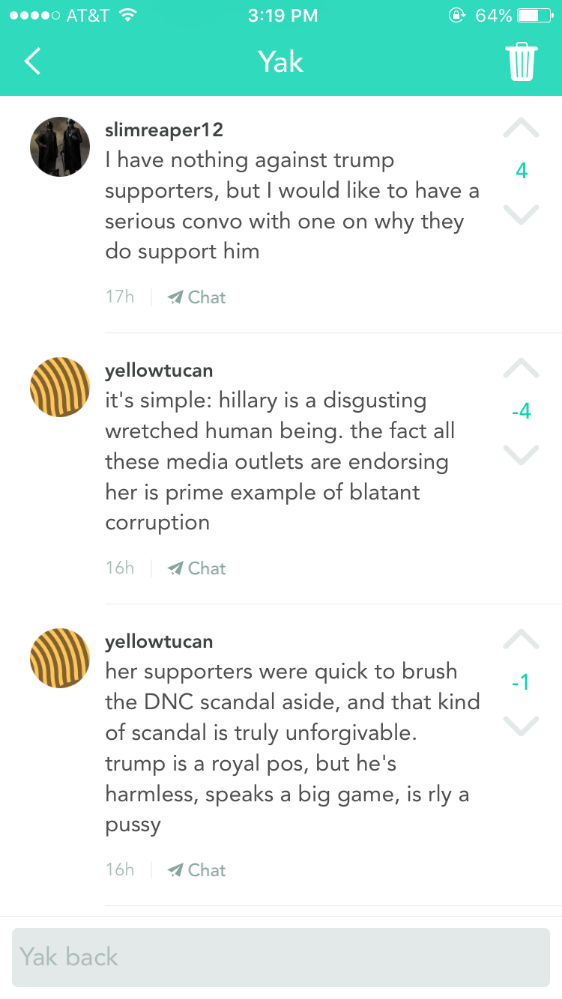 AT&T 3:19 PM 64%
Yak
slimreaper12
I have nothing against trump
supporters, but I would like to have a
serious convo with one on why they
do support him
4
17h Chat
yellowtucan
it's simple: hillary is a disgusting
wretched human being. the fact all
these media outlets are endorsing
her is prime example of blatant
corruption
-4
16h Chat
yellowtucan
her supporters were quick to brush
the DNC scandal aside, and that kind
of scandal is truly unforgivable.
trump is a royal pos, but he's
harmless, speaks a big game, is rly a
pussy
-1
16h Chat
Yak back